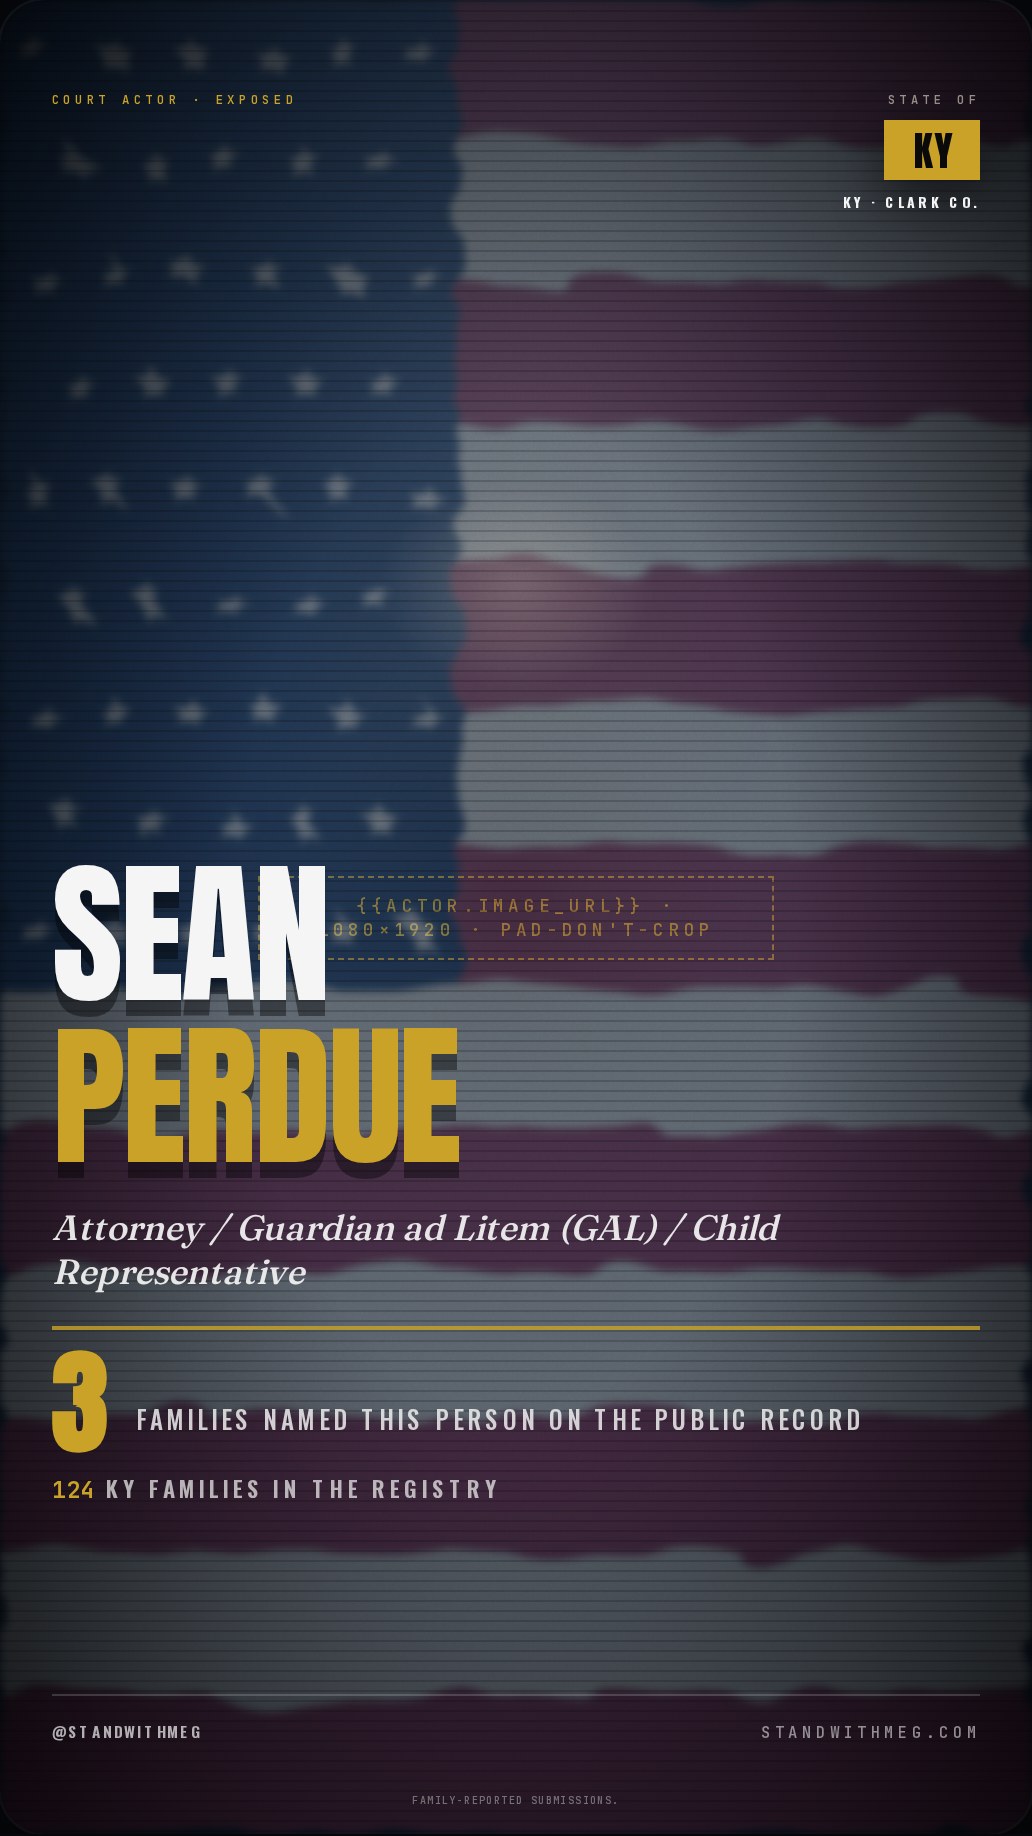 COURT ACTOR · EXPOSED
STATE OF
KY
KY · CLARK CO.
SEAN
{{ACTOR.IMAGE_URL}} ·
1080×1920 · PAD-DON'T-CROP
PERDUE
Attorney / Guardian ad Litem (GAL) / Child
Representative
3 FAMILIES NAMED THIS PERSON ON THE PUBLIC RECORD
124 KY FAMILIES IN THE REGISTRY
@STANDWITHMEG
STANDWITHMEG.COM
FAMILY-REPORTED SUBMISSIONS.